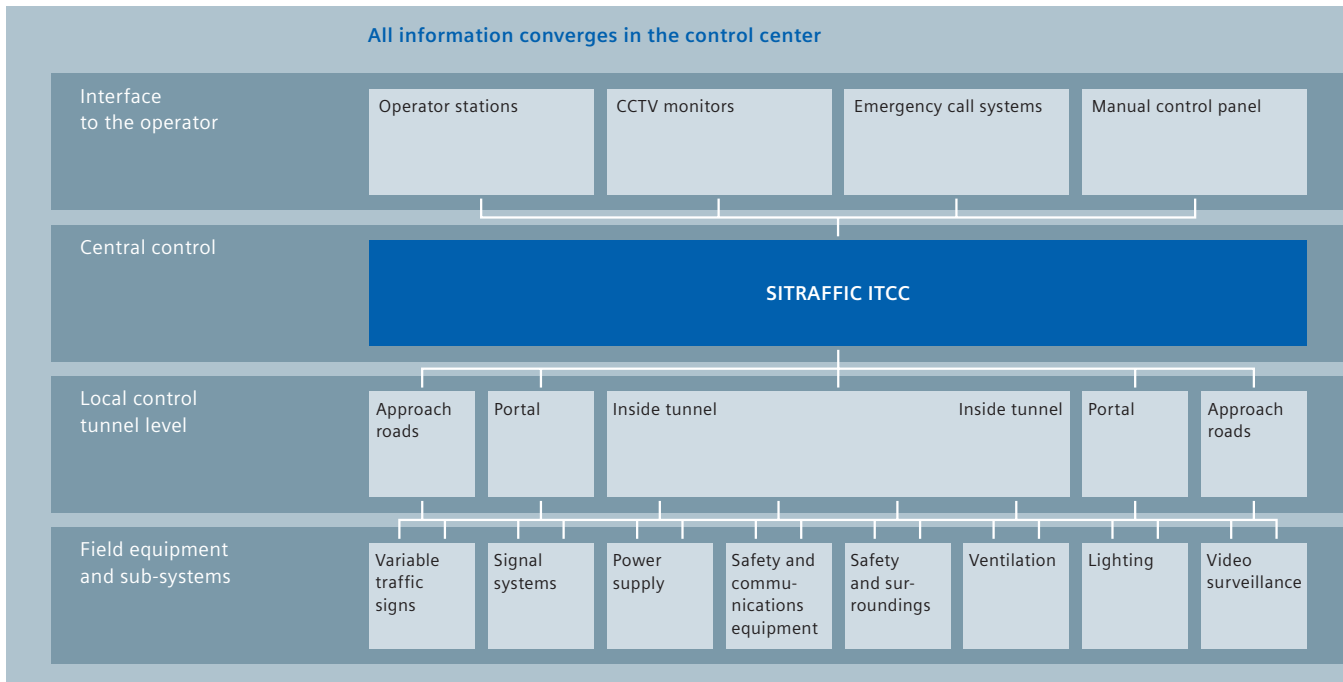 All information converges in the control center
Interface
to the operator
Operator stations
CCTV monitors
Emergency call systems
Manual control panel
Central control
SITRAFFIC ITCC
Local control
tunnel level
Approach
roads
Portal
Inside tunnel
Inside tunnel
Portal
Approach
roads
Field equipment
and sub-systems
Variable
traffic
signs
Signal
systems
Power
supply
Safety and
commu-
nications
equipment
Safety
and sur-
roundings
Ventilation
Lighting
Video
surveillance